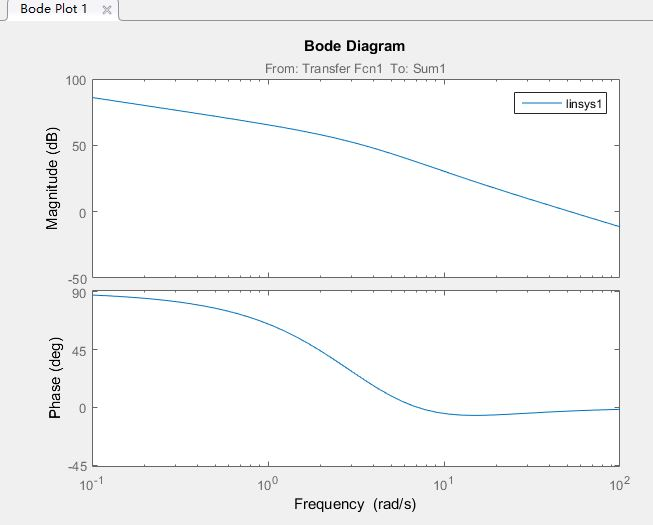 Bode Plot 1
Bode Diagram
From: Transfer Fcn1 To: Sum1
Magnitude (dB)
100
50
0
-50
linsys1
Phase (deg)
90
45
0
-45
10^-1
10^0
10^1
10^2
Frequency (rad/s)